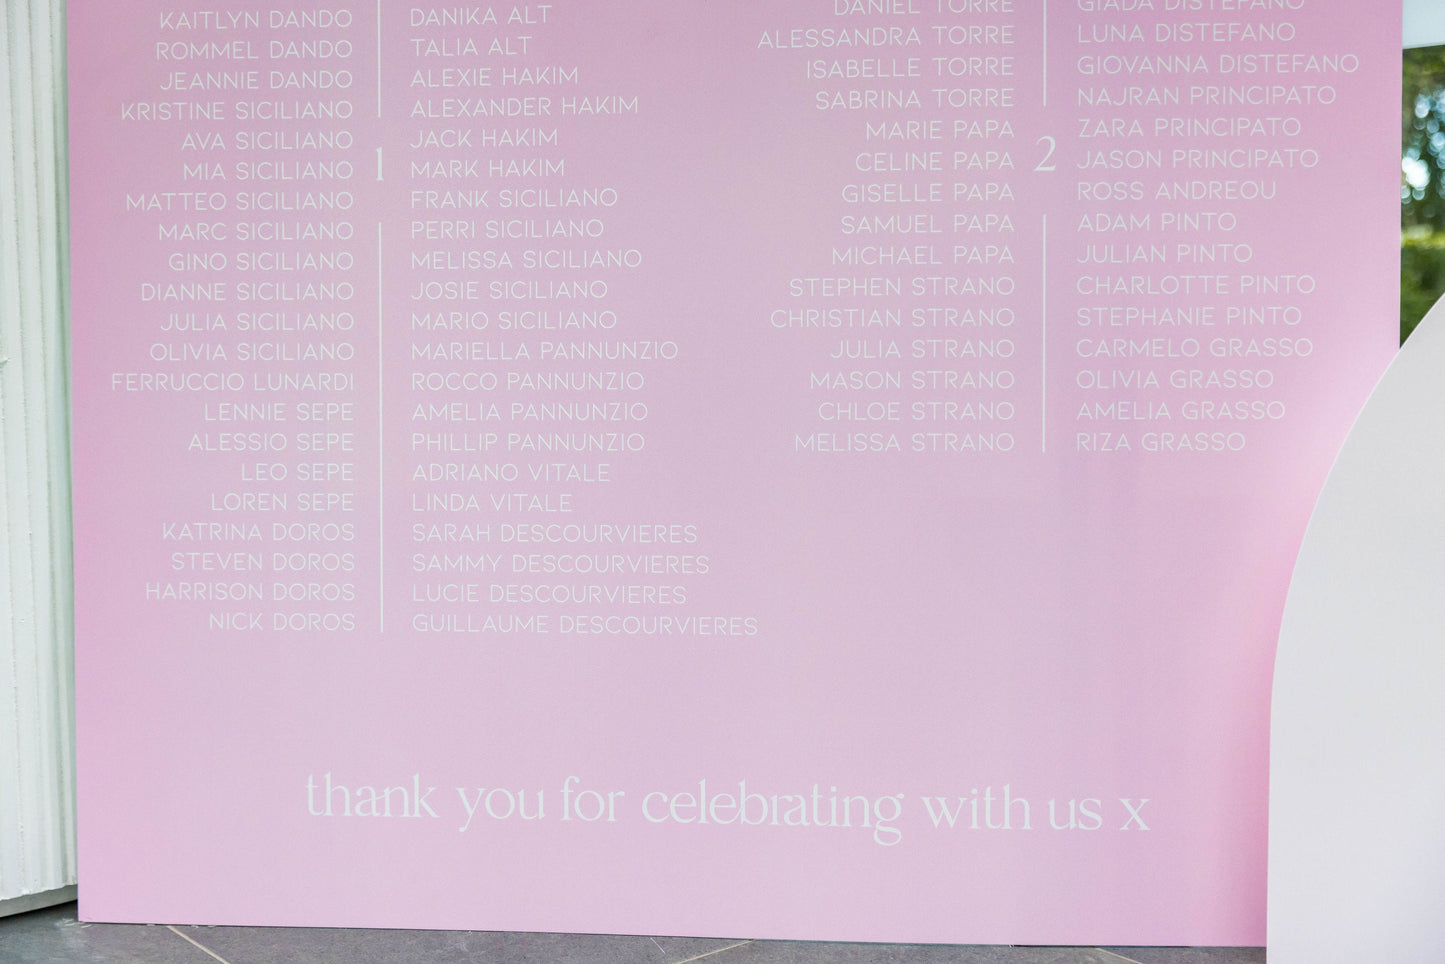 KAITLYN DANDO
ROMMEL DANDO
JEANNIE DANDO
KRISTINE SICILIANO
AVA SICILIANO
MIA SICILIANO
MATTEO SICILIANO
MARC SICILIANO
GINO SICILIANO
DIANNE SICILIANO
JULIA SICILIANO
OLIVIA SICILIANO
FERRUCCIO LUNARDI
LENNIE SEPE
ALESSIO SEPE
LEO SEPE
LOREN SEPE
KATRINA DOROS
STEVEN DOROS
HARRISON DOROS
NICK DOROS
1
DANIKA ALT
TALIA ALT
ALEXIE HAKIM
ALEXANDER HAKIM
JACK HAKIM
MARK HAKIM
FRANK SICILIANO
PERRI SICILIANO
MELISSA SICILIANO
JOSIE SICILIANO
MARIO SICILIANO
MARIELLA PANNUNZIO
ROCCO PANNUNZIO
AMELIA PANNUNZIO
PHILLIP PANNUNZIO
ADRIANO VITALE
LINDA VITALE
SARAH DESCOURVIERES
SAMMY DESCOURVIERES
LUCIE DESCOURVIERES
GUILLAUME DESCOURVIERES
DANIEL TORRE
ALESSANDRA TORRE
ISABELLE TORRE
SABRINA TORRE
MARIE PAPA
CELINE PAPA
GISELLE PAPA
SAMUEL PAPA
MICHAEL PAPA
STEPHEN STRANO
CHRISTIAN STRANO
JULIA STRANO
MASON STRANO
CHLOE STRANO
MELISSA STRANO
2
GIADA DISTEFANO
LUNA DISTEFANO
GIOVANNA DISTEFANO
NAJRAN PRINCIPATO
ZARA PRINCIPATO
JASON PRINCIPATO
ROSS ANDREOU
ADAM PINTO
JULIAN PINTO
CHARLOTTE PINTO
STEPHANIE PINTO
CARMELO GRASSO
OLIVIA GRASSO
AMELIA GRASSO
RIZA GRASSO
thank you for celebrating with us x